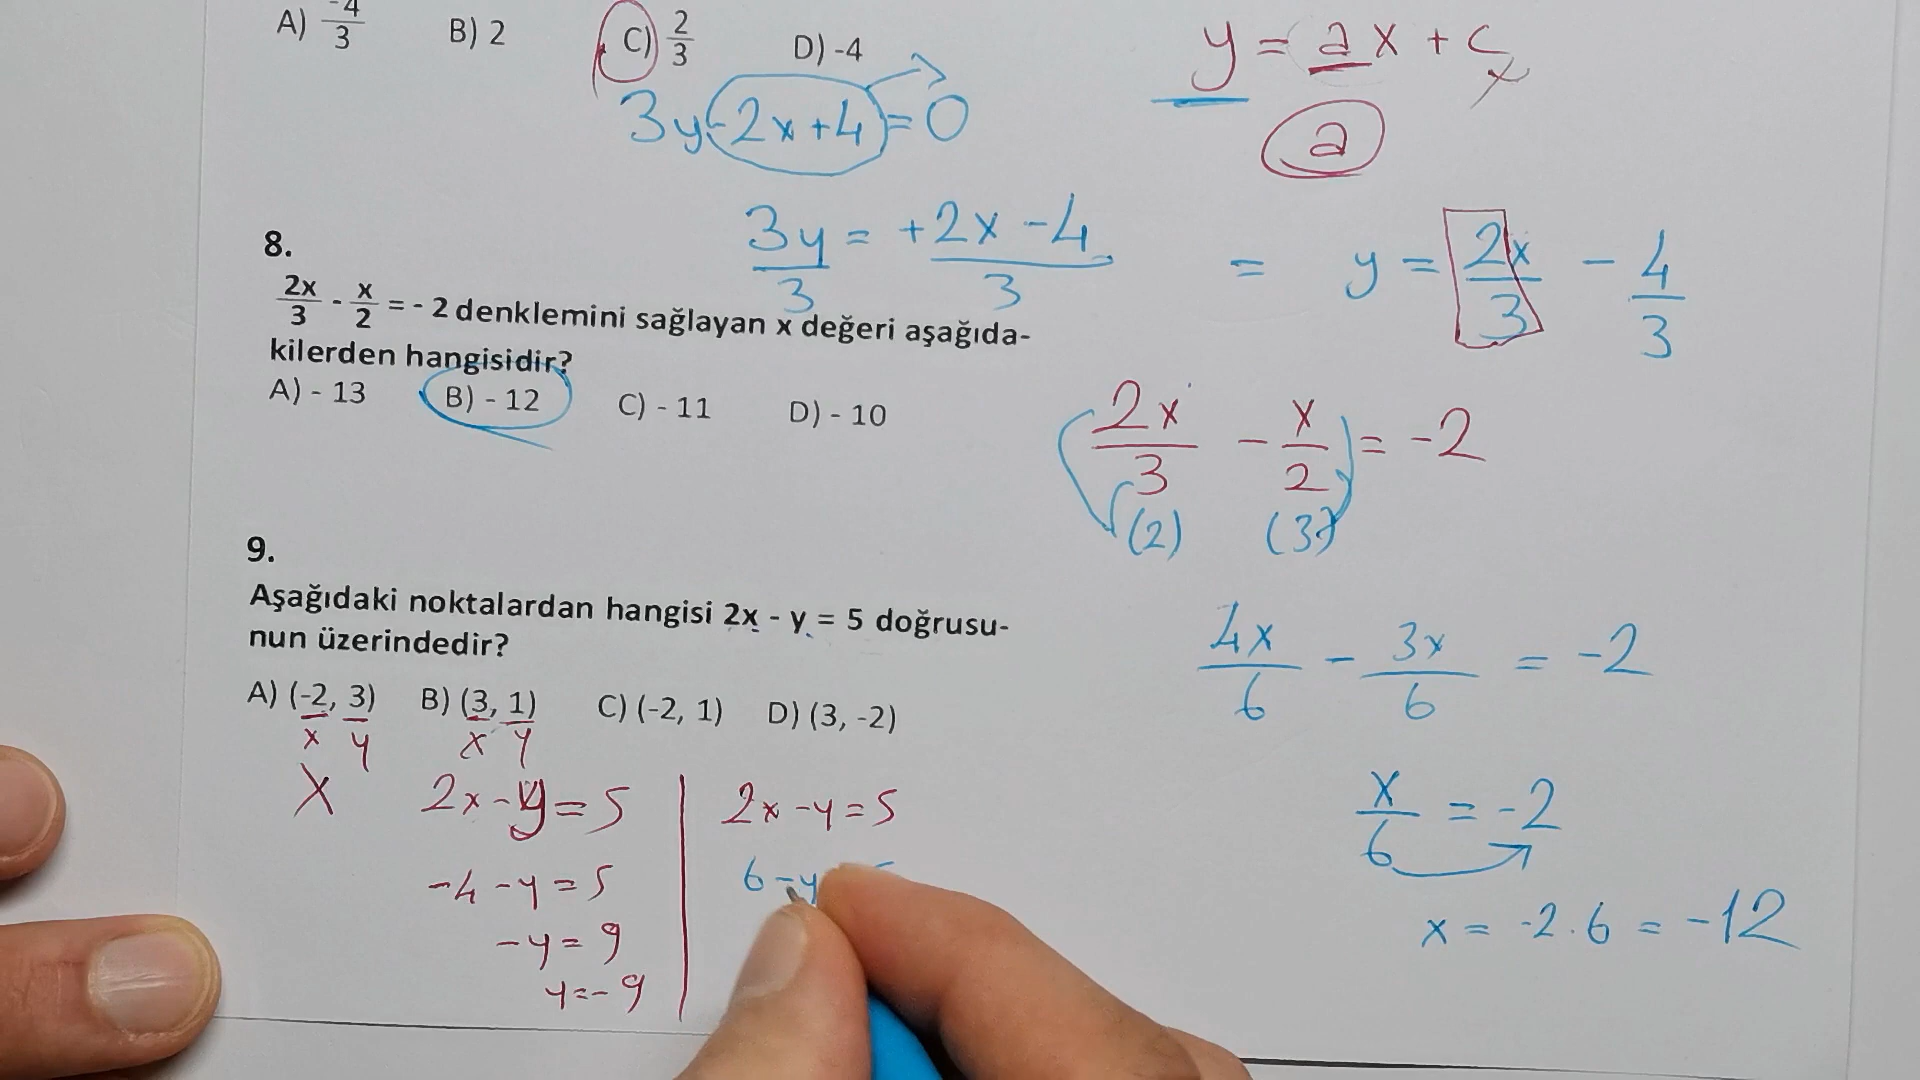 A) -4/3 B) 2 C) 2/3 D) -4
y = ax + c
3y-2x+4=0
a
3y/3 = +2x-4/3 = y = 2x/3 - 4/3
8.
2x/3 - x/2 = - 2 denklemini sağlayan x değeri aşağıda-
kilerden hangisidir?
A) - 13 B) - 12 C) - 11 D) - 10
2x/3 - x/2 = -2
(2) (3)
4x/6 - 3x/6 = -2
x/6 = -2
x = -2.6 = -12
9.
Aşağıdaki noktalardan hangisi 2x - y = 5 doğrusu-
nun üzerindedir?
A) (-2, 3) B) (3, 1) C) (-2, 1) D) (3, -2)
x y x y
X 2x-y=5 2x-y=5
-4-y=5 6-y
-y=9
y=-9